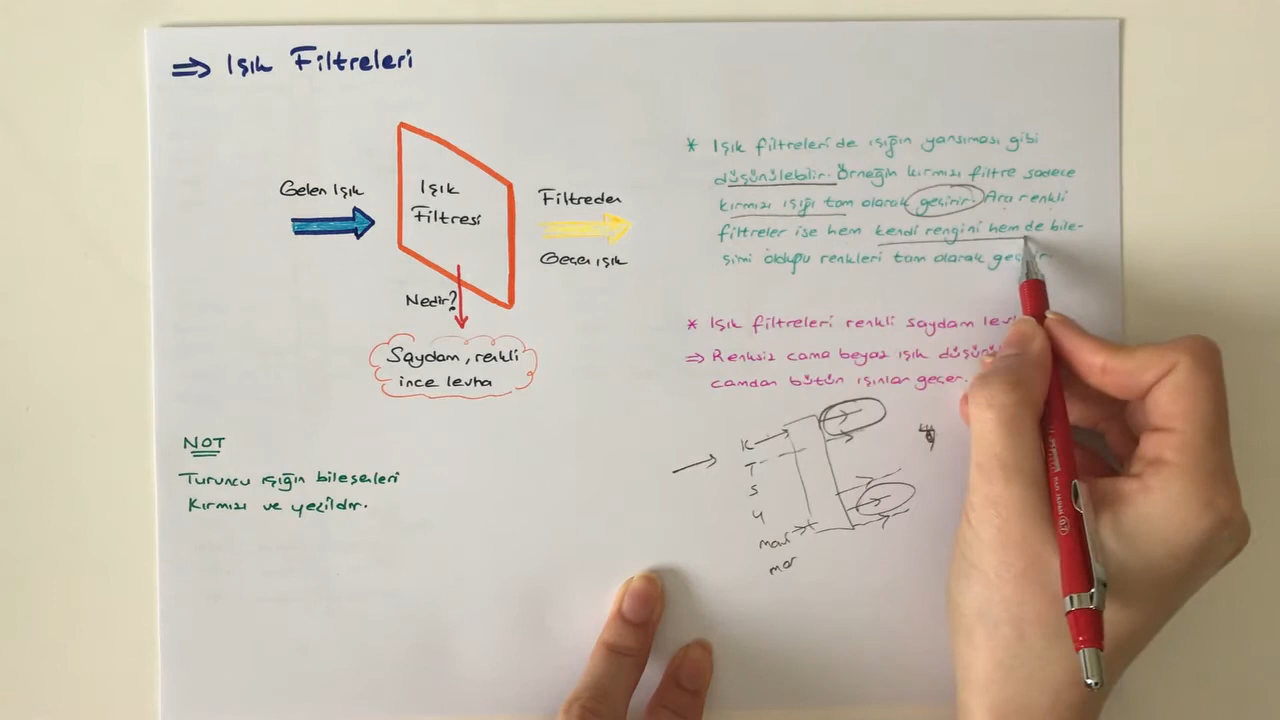 ⇒ Işık Filtreleri
Gelen Işık
Işık
Filtresi
Filtreden
Geçen ışık
Nedir?
Saydam, renkli
ince levha
NOT
Turuncu ışığın bileşenleri
Kırmızı ve yeşildir.
* Işık filtreleri de ışığın yansıması gibi
düşünülebilir. Örneğin kırmızı filtre sadece
kırmızı ışığı tam olarak geçirir. Ara renkli
filtreler ise hem kendi rengini hem de bile-
şimi olduğu renkleri tam olarak
* Işık filtreleri renkli saydam
⇒ Renksiz cama beyaz ışık
camdan bütün ışınlar geçer.
K
T
S
Y
mavi
mor